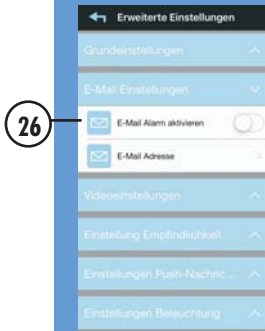 Erweiterte Einstellungen
Grundeinstellungen
E-Mail Einstellungen
26
E-Mail Alarm aktivieren
E-Mail Adresse
Videoeinstellungen
Einstellung Empfindlichkeit
Einstellungen Push-Nachric...
Einstellungen Beleuchtung